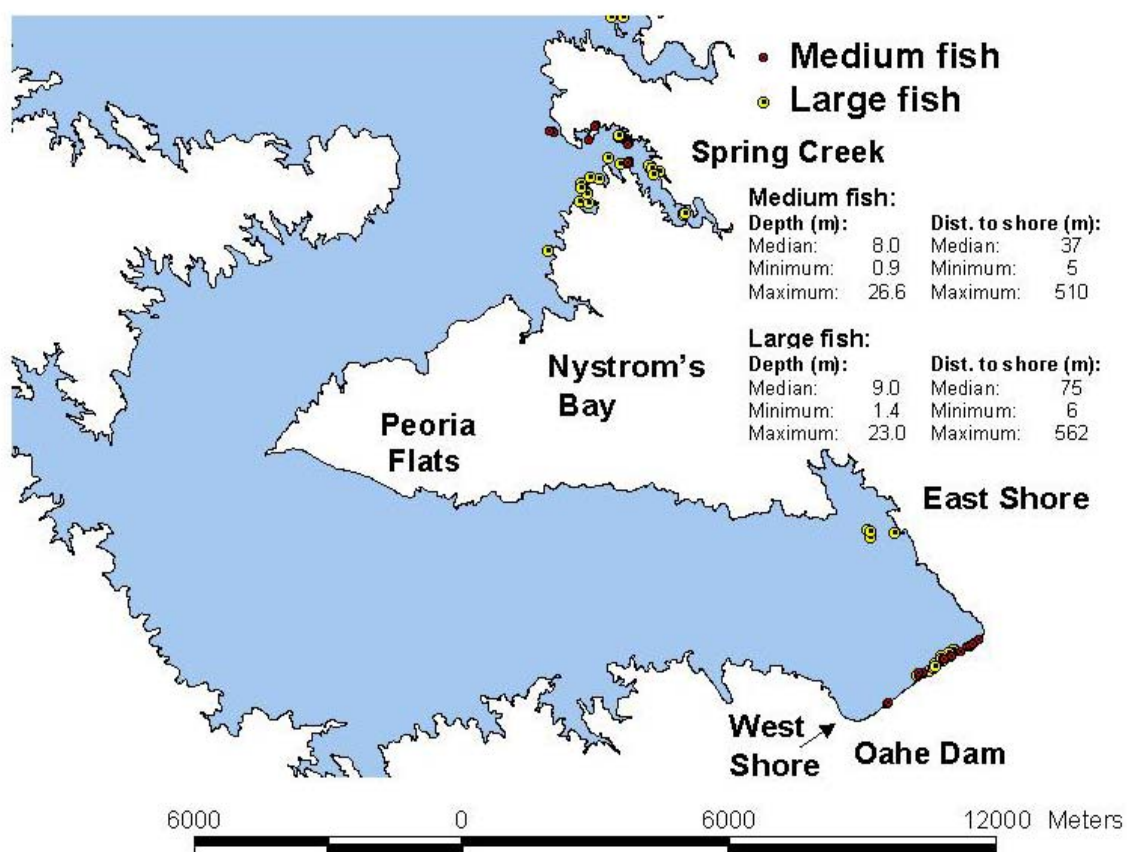 Medium fish
Large fish
Spring Creek
Medium fish:
Depth (m): Dist. to shore (m):
Median: 8.0 Median: 37
Minimum: 0.9 Minimum: 5
Maximum: 26.6 Maximum: 510
Large fish:
Depth (m): Dist. to shore (m):
Median: 9.0 Median: 75
Minimum: 1.4 Minimum: 6
Maximum: 23.0 Maximum: 562
Nystrom's
Bay
Peoria
Flats
East Shore
West
Shore
Oahe Dam
6000 0 6000 12000 Meters